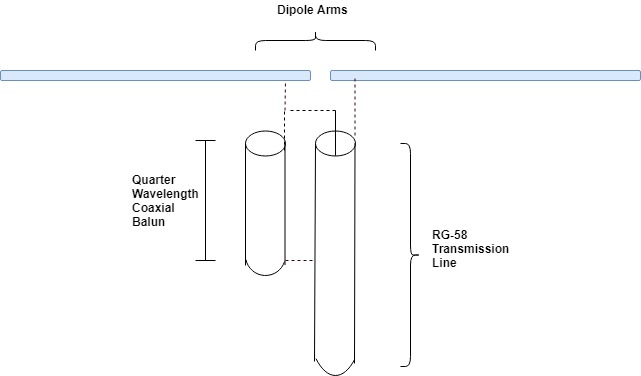 Dipole Arms
Quarter
Wavelength
Coaxial
Balun
RG-58
Transmission
Line